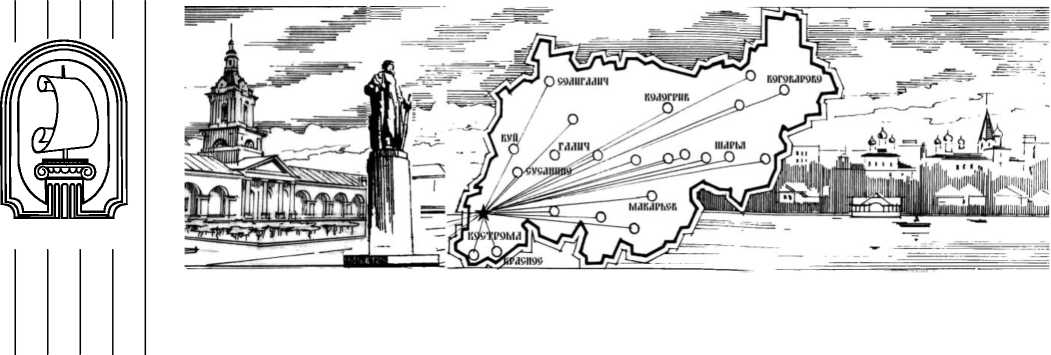 СОЛИГАЛИЧ
БОГОВАРОВО
КОЛОГРИВ
БУЙ
ГАЛИЧ
ШАРЬЯ
СУСАНИНО
МАКАРЬЕВ
КОСТРОМА
КРАСНОЕ